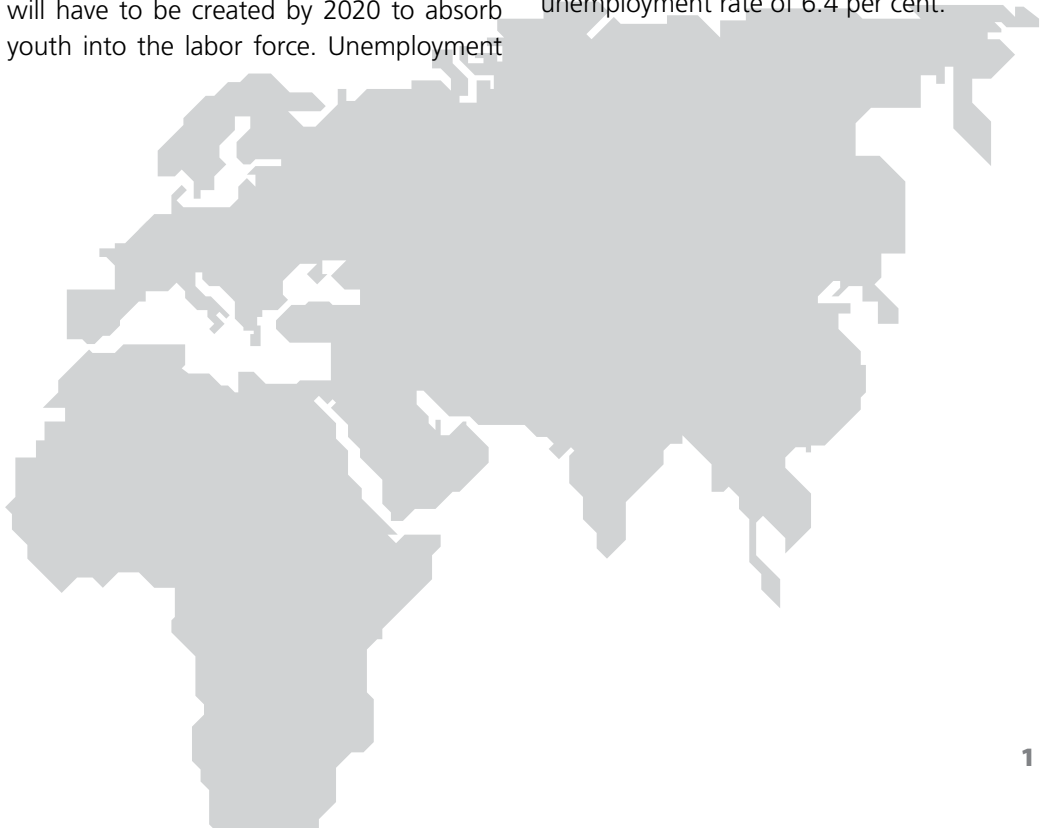 will have to be created by 2020 to absorb
youth into the labor force. Unemployment
unemployment rate of 6.4 per cent.
1